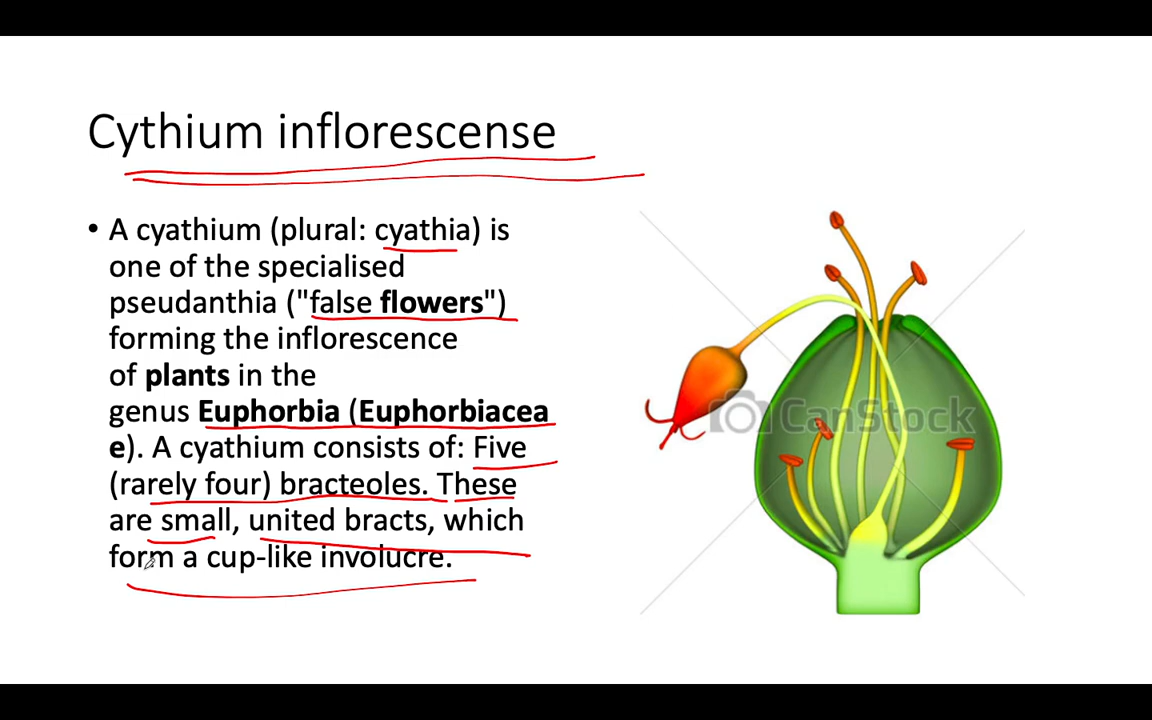 Cythium inflorescense
• A cyathium (plural: cyathia) is
one of the specialised
pseudanthia ("false flowers")
forming the inflorescence
of plants in the
genus Euphorbia (Euphorbiacea
e). A cyathium consists of: Five
(rarely four) bracteoles. These
are small, united bracts, which
form a cup-like involucre.
CanStock